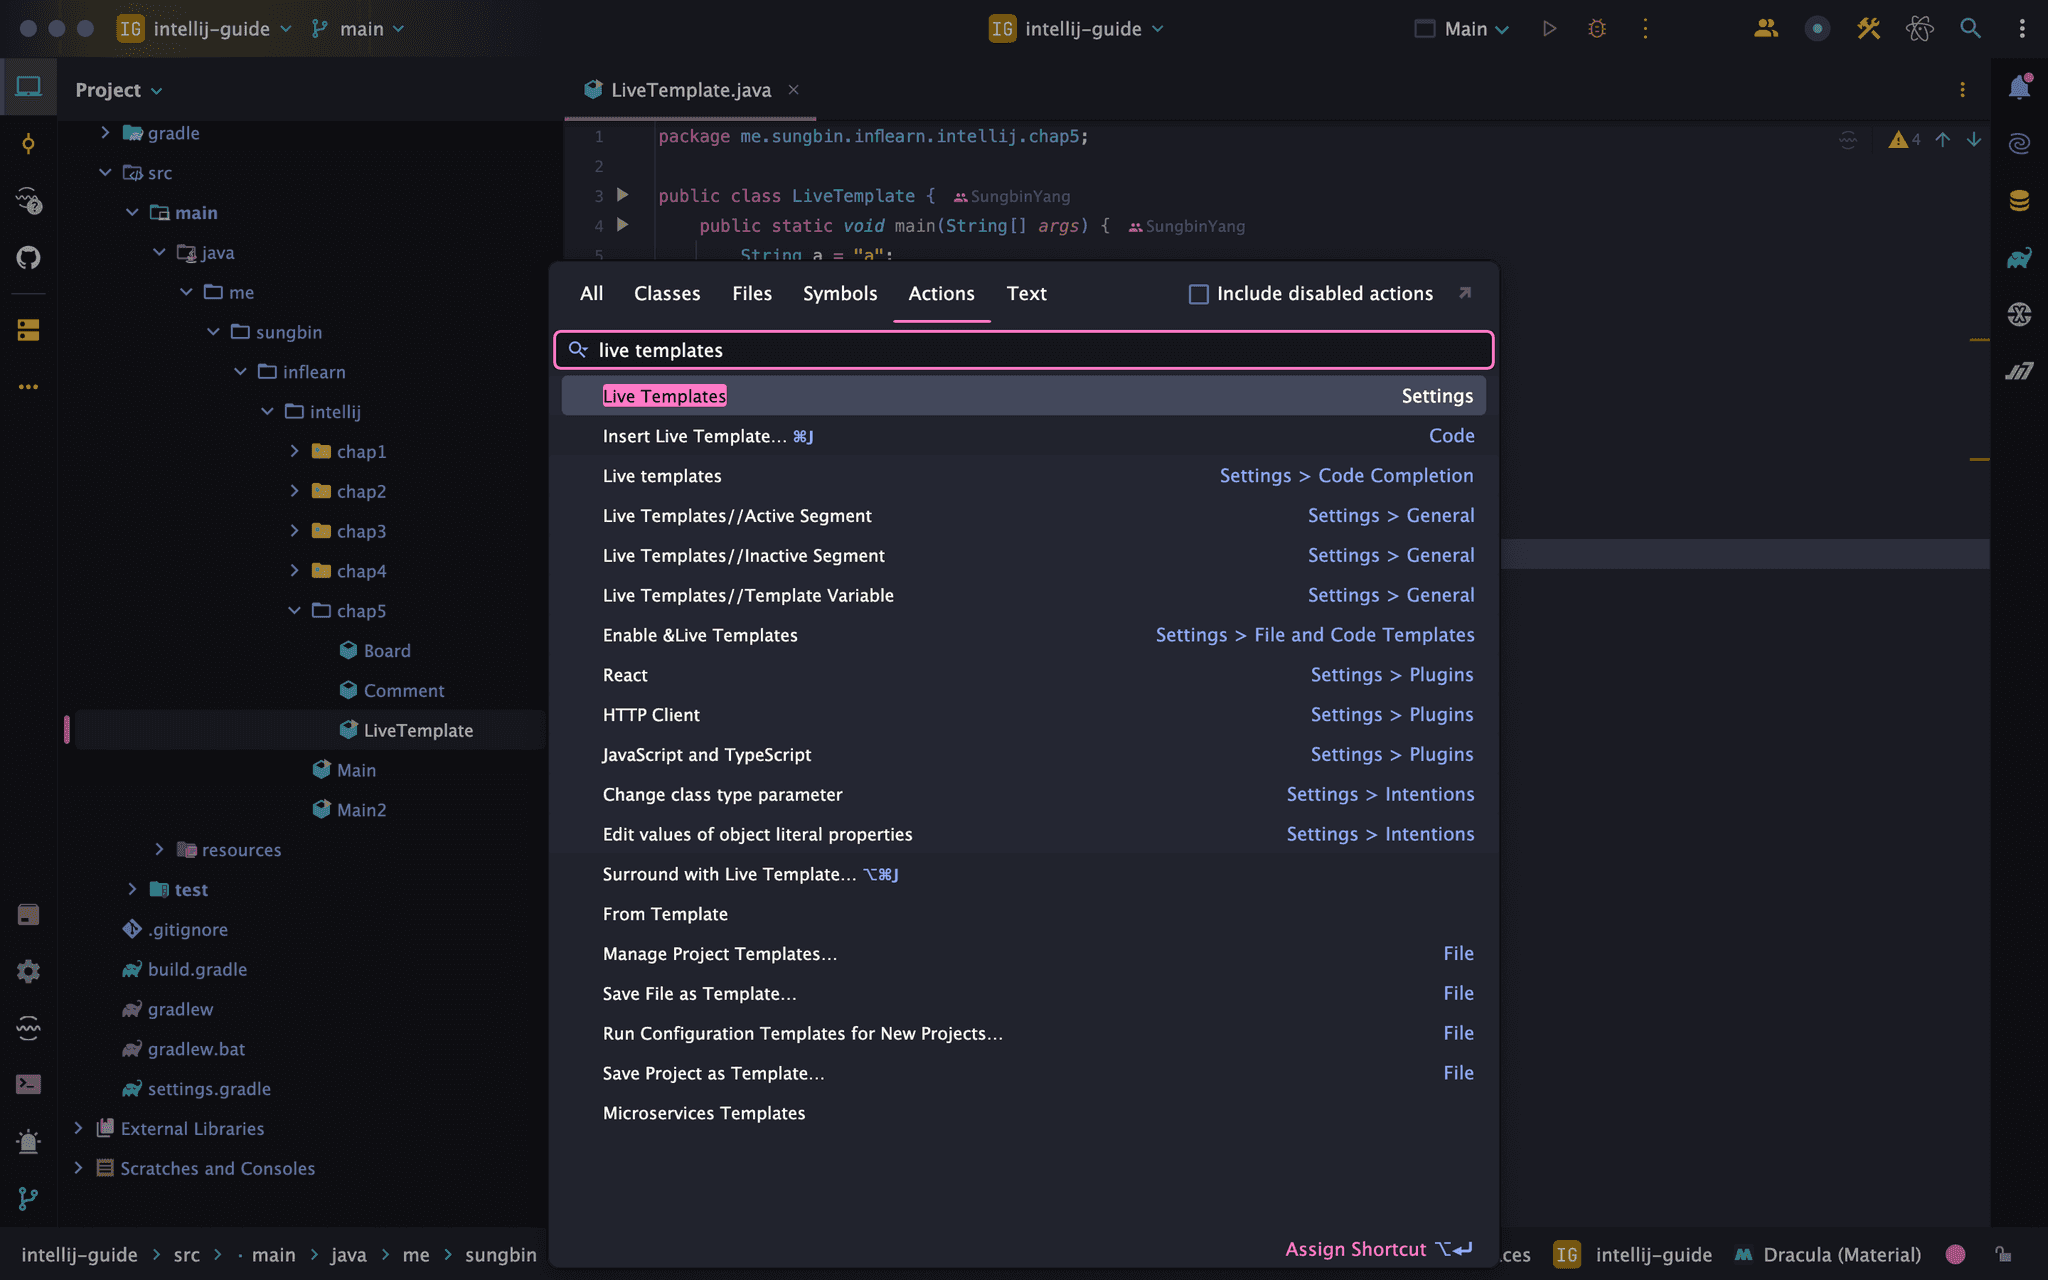 IG intellij-guide main
IG intellij-guide
Main
Project
gradle
src
main
java
me
sungbin
inflearn
intellij
chap1
chap2
chap3
chap4
chap5
Board
Comment
LiveTemplate
Main
Main2
resources
test
.gitignore
build.gradle
gradlew
gradlew.bat
settings.gradle
External Libraries
Scratches and Consoles
LiveTemplate.java
1 package me.sungbin.inflearn.intellij.chap5;
2
3 public class LiveTemplate { SungbinYang
4 public static void main(String[] args) { SungbinYang
5 String a = "a";
4
All Classes Files Symbols Actions Text Include disabled actions
live templates
Live Templates Settings
Insert Live Template... ⌘J Code
Live templates Settings > Code Completion
Live Templates//Active Segment Settings > General
Live Templates//Inactive Segment Settings > General
Live Templates//Template Variable Settings > General
Enable &Live Templates Settings > File and Code Templates
React Settings > Plugins
HTTP Client Settings > Plugins
JavaScript and TypeScript Settings > Plugins
Change class type parameter Settings > Intentions
Edit values of object literal properties Settings > Intentions
Surround with Live Template... ⌥⌘J
From Template
Manage Project Templates... File
Save File as Template... File
Run Configuration Templates for New Projects... File
Save Project as Template... File
Microservices Templates
Assign Shortcut ⌥↩
intellij-guide > src > main > java > me > sungbin
ces IG intellij-guide Dracula (Material)